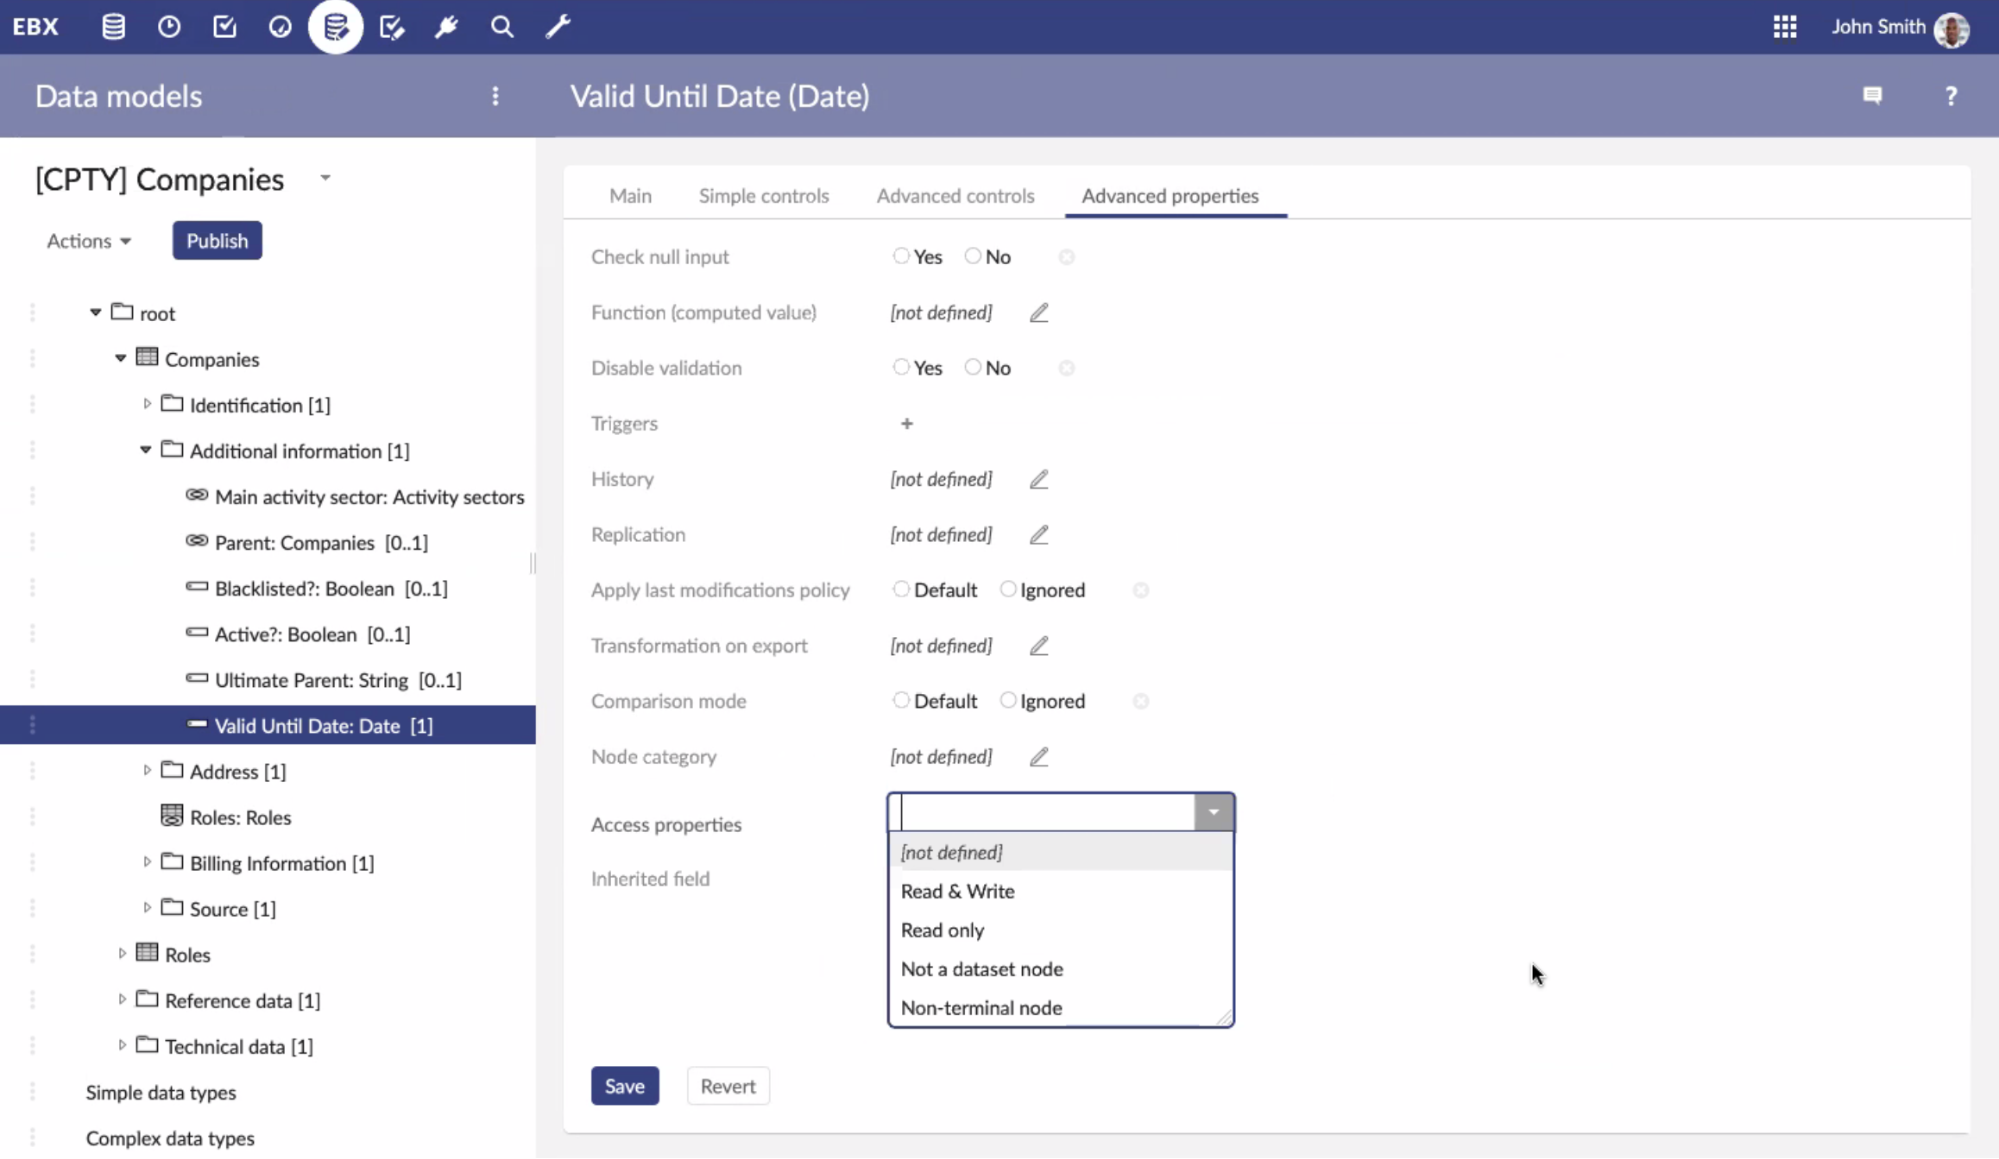 EBX
John Smith
Data models
Valid Until Date (Date)
?
[CPTY] Companies
Actions
Publish
root
Companies
Identification [1]
Additional information [1]
Main activity sector: Activity sectors
Parent: Companies [0..1]
Blacklisted?: Boolean [0..1]
Active?: Boolean [0..1]
Ultimate Parent: String [0..1]
Valid Until Date: Date [1]
Address [1]
Roles: Roles
Billing Information [1]
Source [1]
Roles
Reference data [1]
Technical data [1]
Simple data types
Complex data types
Main Simple controls Advanced controls Advanced properties
Check null input Yes No
Function (computed value) [not defined]
Disable validation Yes No
Triggers +
History [not defined]
Replication [not defined]
Apply last modifications policy Default Ignored
Transformation on export [not defined]
Comparison mode Default Ignored
Node category [not defined]
Access properties
[not defined]
Inherited field
Read & Write
Read only
Not a dataset node
Non-terminal node
Save Revert